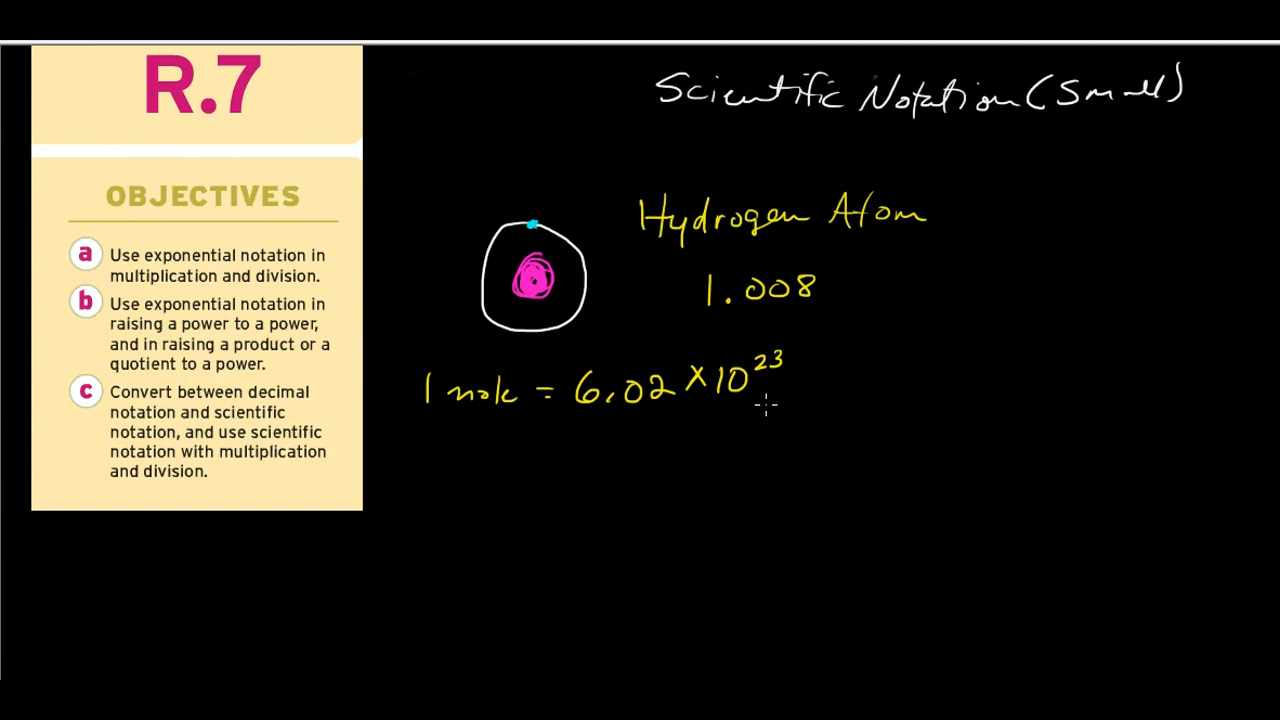 R.7
OBJECTIVES
a Use exponential notation in
multiplication and division.
b Use exponential notation in
raising a power to a power,
and in raising a product or a
quotient to a power.
c Convert between decimal
notation and scientific
notation, and use scientific
notation with multiplication
and division.
Scientific Notation (Small)
Hydrogen Atom
1.008
1 mole = 6.02 × 10²³